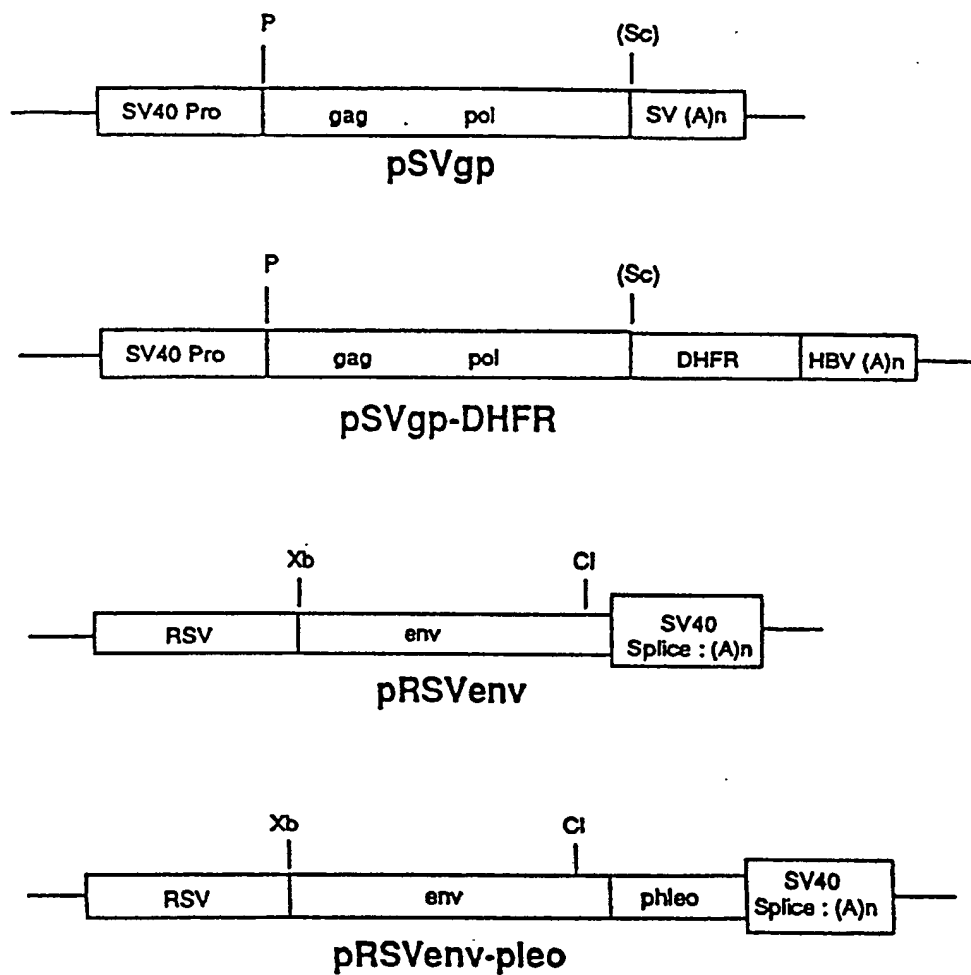 P (Sc)
SV40 Pro gag pol SV (A)n
pSVgp
P (Sc)
SV40 Pro gag pol DHFR HBV (A)n
pSVgp-DHFR
Xb Cl
RSV env SV40
Splice : (A)n
pRSVenv
Xb Cl
RSV env phleo SV40
Splice : (A)n
pRSVenv-pleo